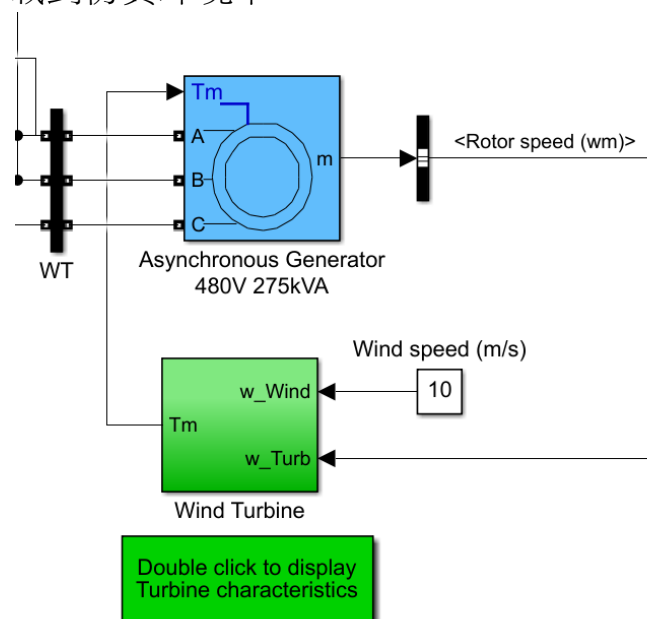 Tm
A
B
C
m
<Rotor speed (wm)>
WT
Asynchronous Generator
480V 275kVA
Wind speed (m/s)
10
w_Wind
Tm
w_Turb
Wind Turbine
Double click to display
Turbine characteristics